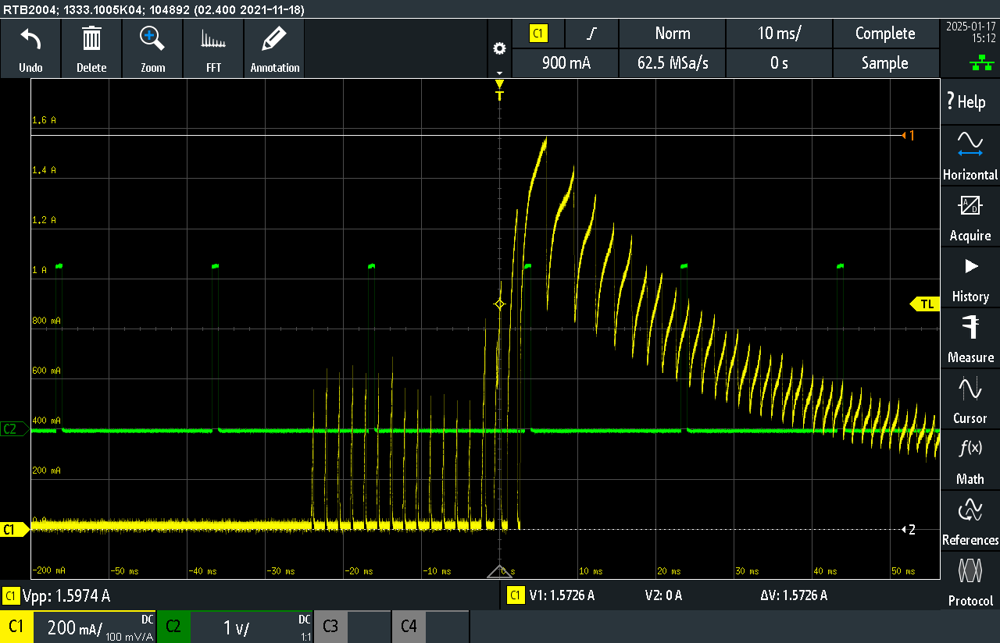 RTB2004; 1333.1005K04; 104892 (02.400 2021-11-18)
Undo Delete Zoom FFT Annotation
C1 Norm 10 ms/ Complete
900 mA 62.5 MSa/s 0 s Sample
2025-01-17
15:12
? Help
Horizontal
A/D
Acquire
History
Measure
Cursor
f(x)
Math
References
Protocol
T
1.6 A
1
1.4 A
1.2 A
1 A
TL
800 mA
600 mA
C2
400 mA
200 mA
0 A
C1
2
-200 mA
-50 ms -40 ms -30 ms -20 ms -10 ms 0 s 10 ms 20 ms 30 ms 40 ms 50 ms
C1 Vpp: 1.5974 A
C1 V1: 1.5726 A V2: 0 A ΔV: 1.5726 A
C1 200 mA/ DC 100 mV/A
C2 1 V/ DC 1:1
C3 C4